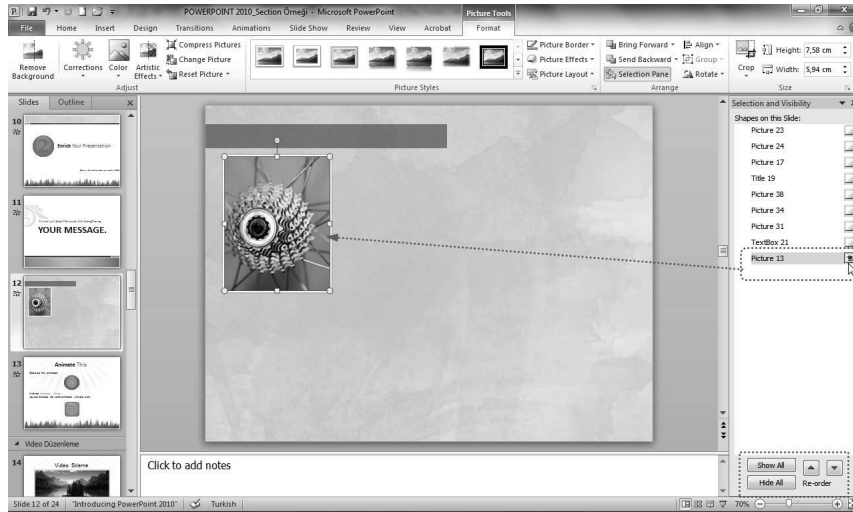 POWERPOINT 2010_Section Örneği - Microsoft PowerPoint
Picture Tools
File Home Insert Design Transitions Animations Slide Show Review View Acrobat Format
Remove Background
Corrections
Color
Artistic Effects
Compress Pictures
Change Picture
Reset Picture
Adjust
Picture Styles
Picture Border
Picture Effects
Picture Layout
Bring Forward
Send Backward
Selection Pane
Align
Group
Rotate
Arrange
Crop
Height: 7,58 cm
Width: 5,94 cm
Size
Slides Outline
10
2
Enrich Your Presentation
11
YOUR MESSAGE.
12
13
Animate This
Video Düzenleme
14
Video Ekleme
Click to add notes
Selection and Visibility
Shapes on this Slide:
Picture 23
Picture 24
Picture 17
Title 19
Picture 38
Picture 34
Picture 31
TextBox 21
Picture 13
Show All
Hide All
Re-order
Slide 12 of 24 "Introducing PowerPoint 2010" Turkish 70%